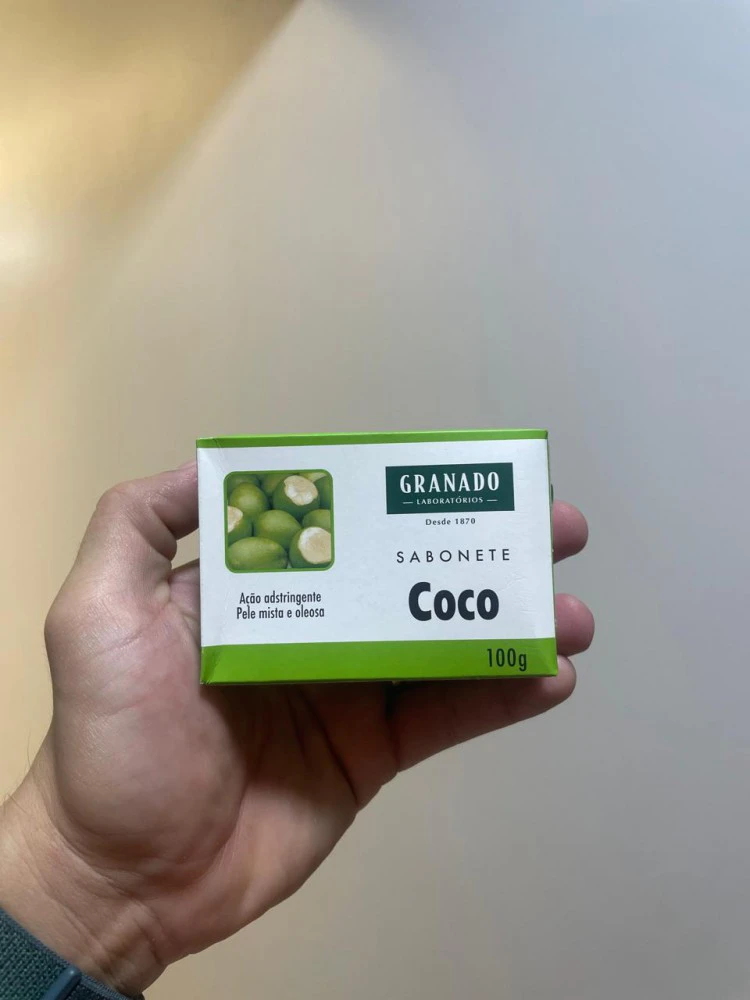 GRANADO
LABORATÓRIOS
Desde 1870
SABONETE
Coco
Ação adstringente
Pele mista e oleosa
100g